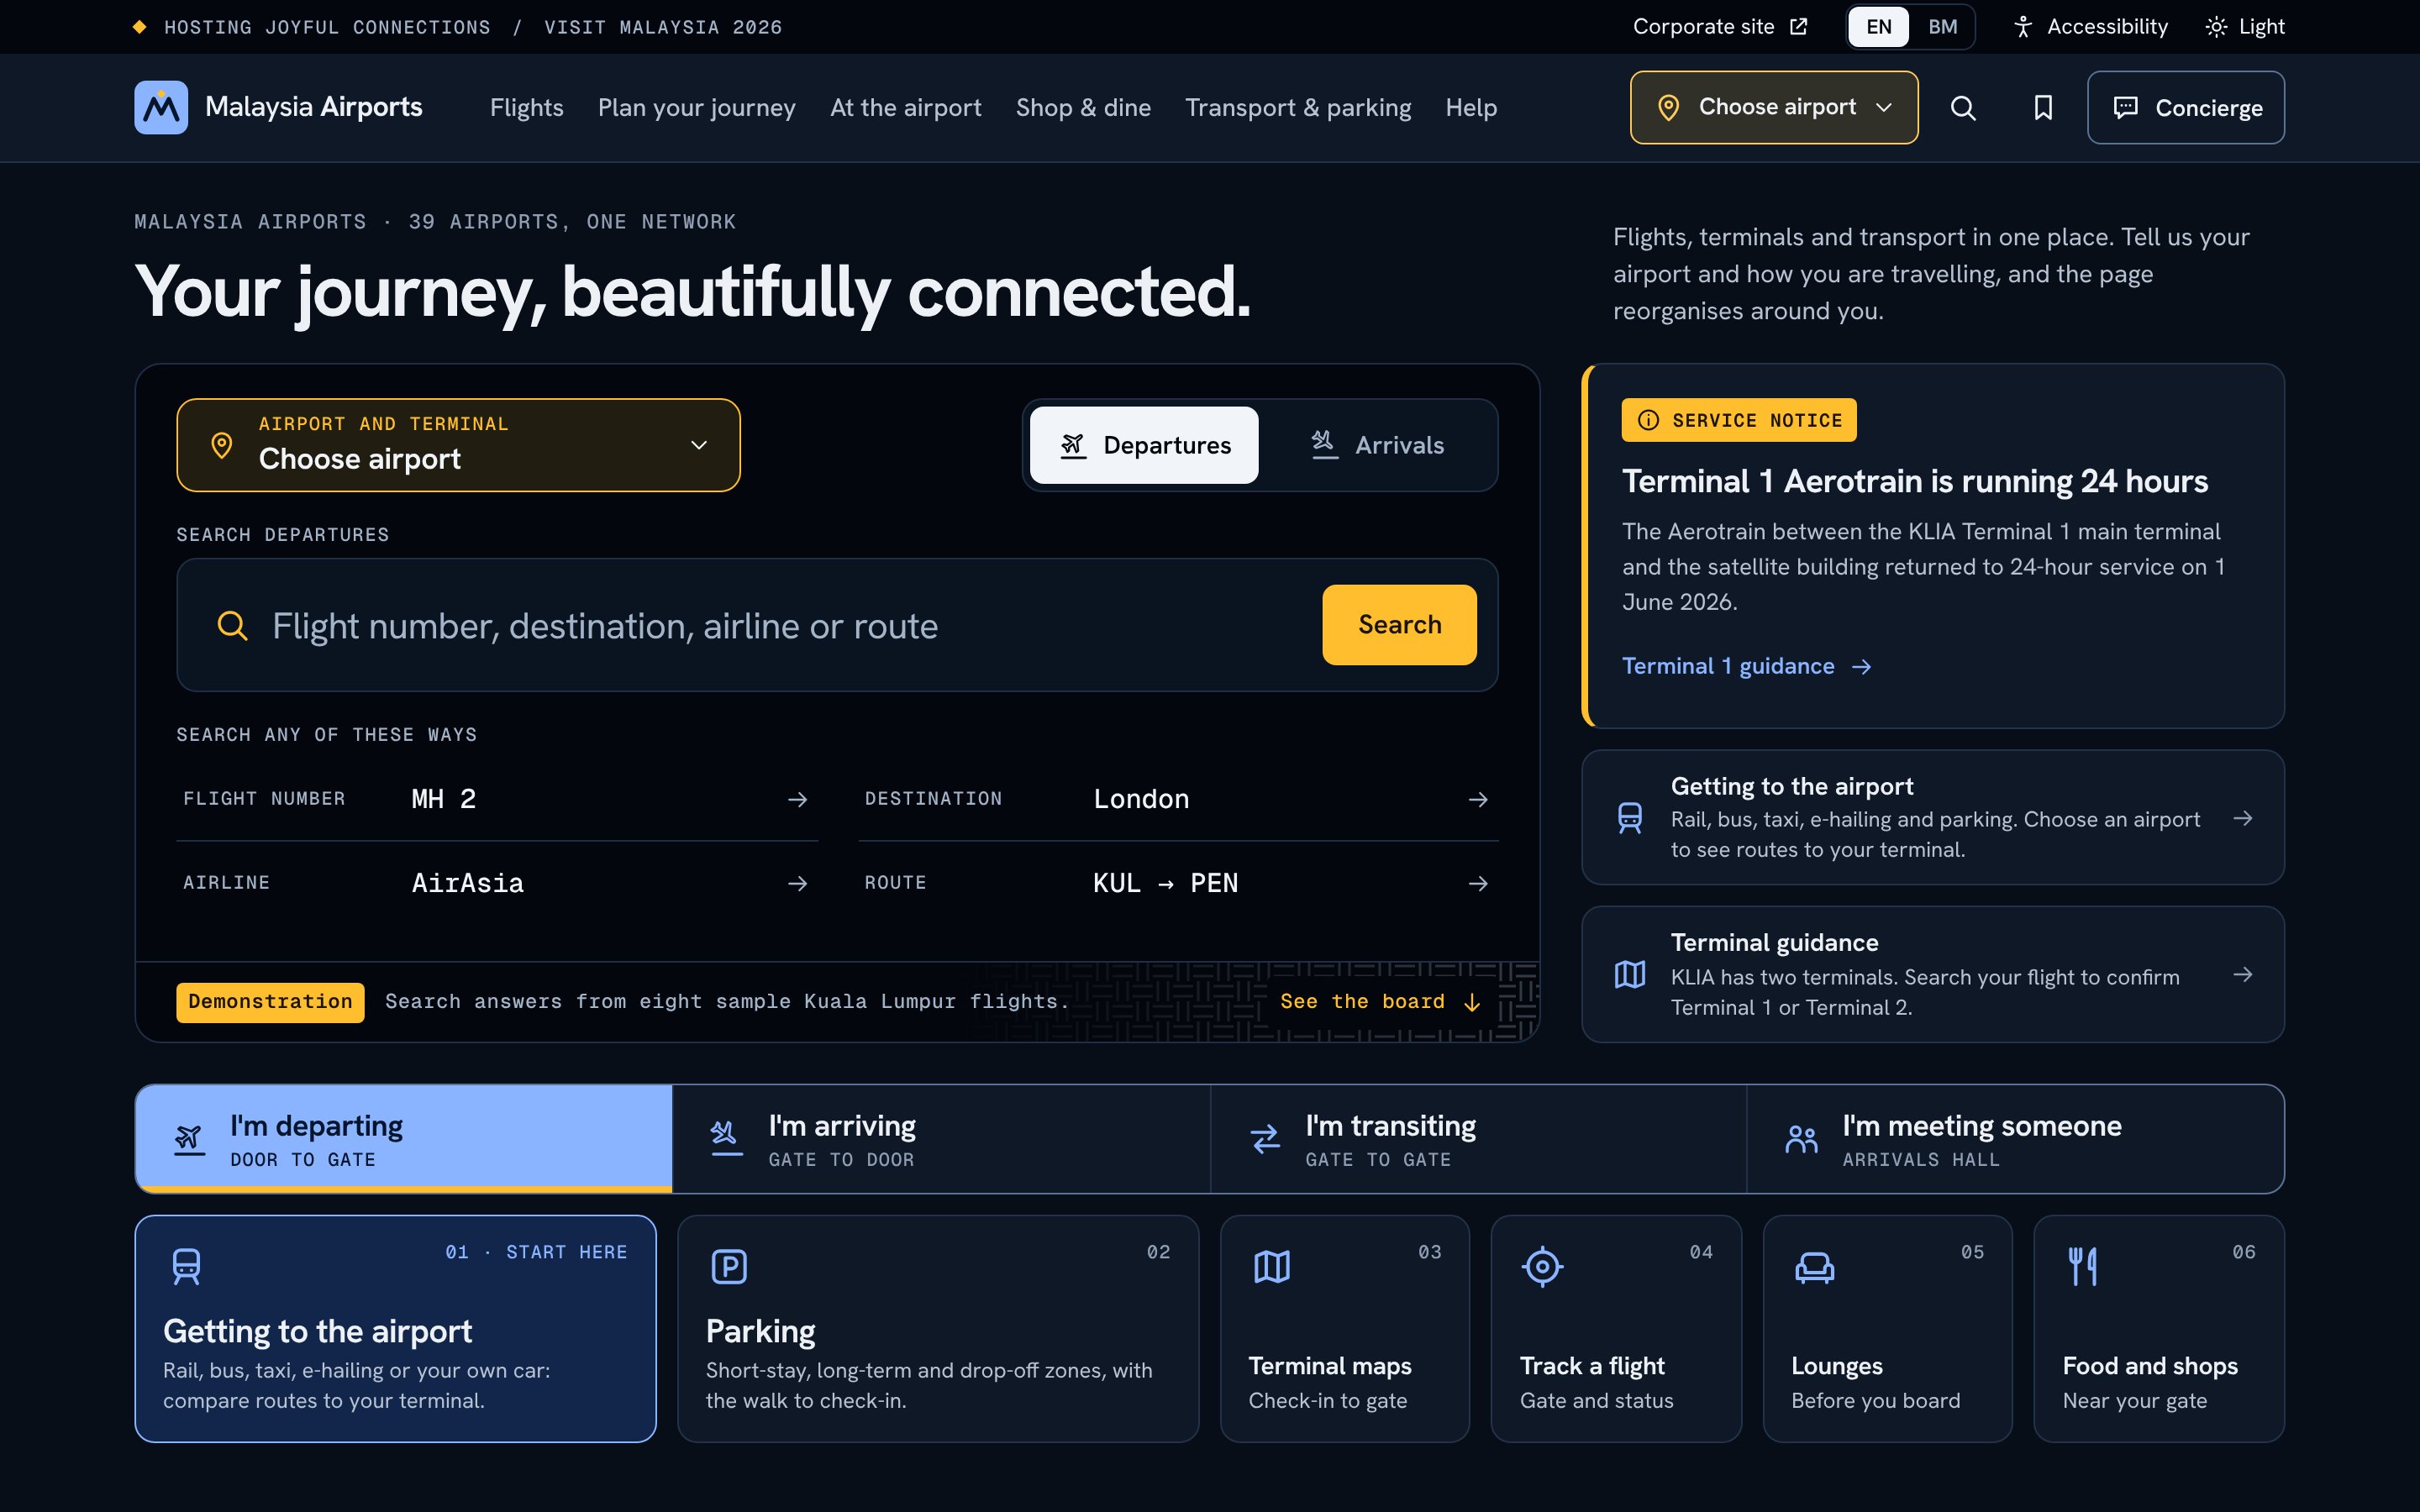 HOSTING JOYFUL CONNECTIONS / VISIT MALAYSIA 2026
Corporate site
EN BM
Accessibility
Light
Malaysia Airports
Flights
Plan your journey
At the airport
Shop & dine
Transport & parking
Help
Choose airport
Concierge
MALAYSIA AIRPORTS · 39 AIRPORTS, ONE NETWORK
Your journey, beautifully connected.
Flights, terminals and transport in one place. Tell us your
airport and how you are travelling, and the page
reorganises around you.
AIRPORT AND TERMINAL
Choose airport
Departures
Arrivals
SEARCH DEPARTURES
Flight number, destination, airline or route
Search
SEARCH ANY OF THESE WAYS
FLIGHT NUMBER MH 2 →
DESTINATION London →
AIRLINE AirAsia →
ROUTE KUL → PEN →
Demonstration
Search answers from eight sample Kuala Lumpur flights.
See the board ↓
SERVICE NOTICE
Terminal 1 Aerotrain is running 24 hours
The Aerotrain between the KLIA Terminal 1 main terminal
and the satellite building returned to 24-hour service on 1
June 2026.
Terminal 1 guidance →
Getting to the airport
Rail, bus, taxi, e-hailing and parking. Choose an airport
to see routes to your terminal.
→
Terminal guidance
KLIA has two terminals. Search your flight to confirm
Terminal 1 or Terminal 2.
→
I'm departing
DOOR TO GATE
I'm arriving
GATE TO DOOR
I'm transiting
GATE TO GATE
I'm meeting someone
ARRIVALS HALL
01 · START HERE
Getting to the airport
Rail, bus, taxi, e-hailing or your own car:
compare routes to your terminal.
P
02
Parking
Short-stay, long-term and drop-off zones, with
the walk to check-in.
03
Terminal maps
Check-in to gate
04
Track a flight
Gate and status
05
Lounges
Before you board
06
Food and shops
Near your gate